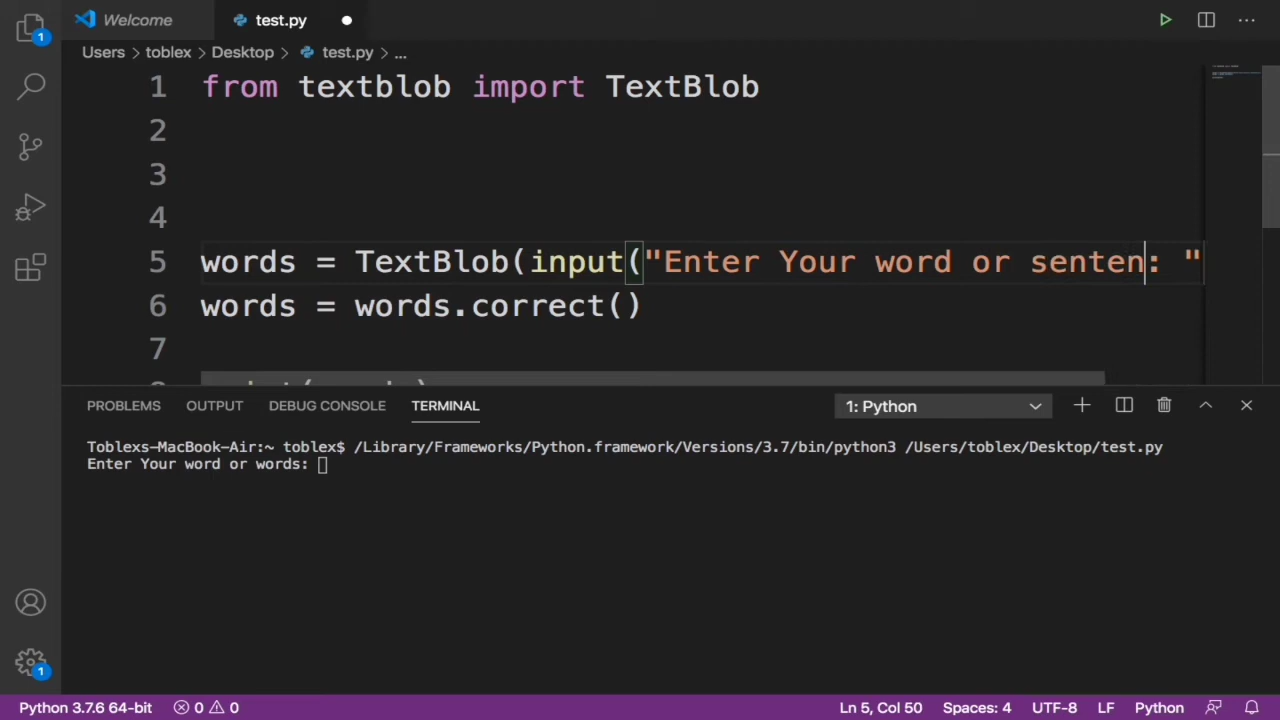 1
Welcome
test.py
Users > toblex > Desktop > test.py > ...
1 from textblob import TextBlob
2
3
4
5 words = TextBlob(input("Enter Your word or senten: "
6 words = words.correct()
7
PROBLEMS OUTPUT DEBUG CONSOLE TERMINAL
1: Python
Toblexs-MacBook-Air:~ toblex$ /Library/Frameworks/Python.framework/Versions/3.7/bin/python3 /Users/toblex/Desktop/test.py
Enter Your word or words:
1
Python 3.7.6 64-bit 0 0 Ln 5, Col 50 Spaces: 4 UTF-8 LF Python